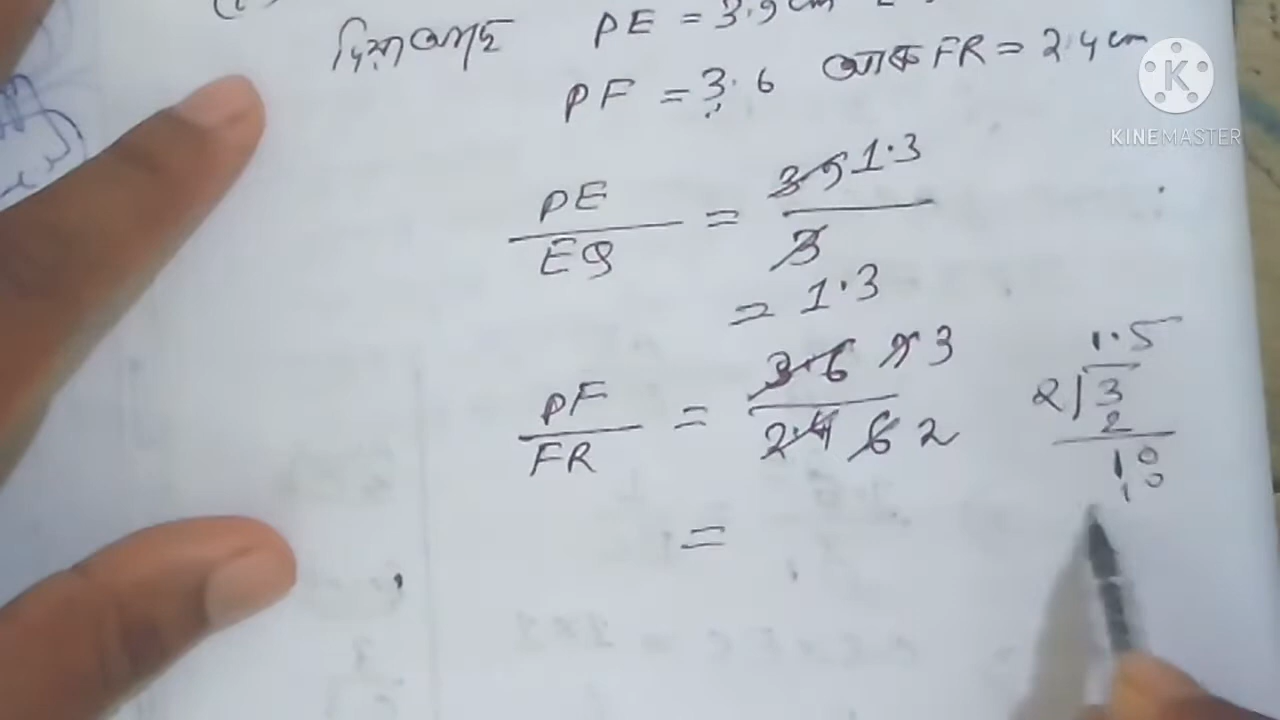 দিয়া আছে PE = 3.9 cm
PF = 3.6 আৰু FR = 2.4 cm
KINEMASTER
PE/EQ = 3.9 1.3/3
= 1.3
PF/FR = 3.6 9 3/2.4 6 2
=
1.5
2)3
2
10
10